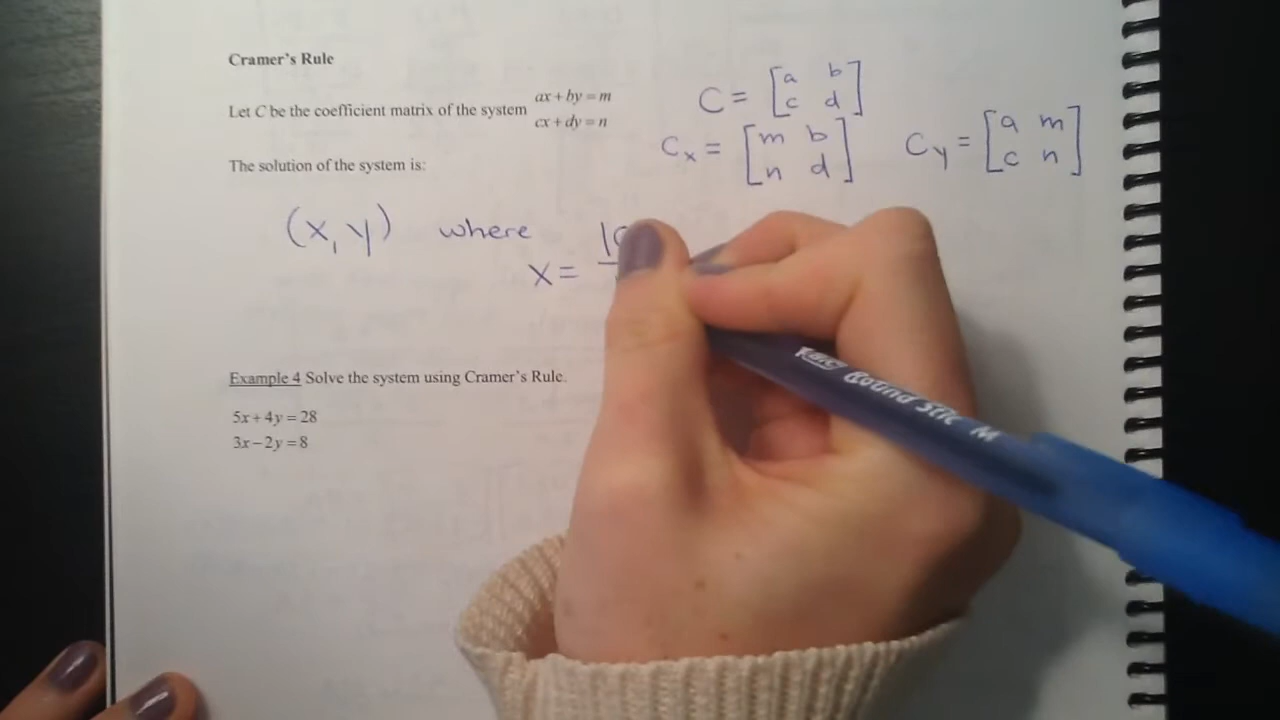 Cramer's Rule
Let C be the coefficient matrix of the system ax + by = m
cx + dy = n
C = [a b
c d]
Cx = [m b
n d]
Cy = [a m
c n]
The solution of the system is:
(x, y) where
x =
Example 4 Solve the system using Cramer's Rule.
5x + 4y = 28
3x − 2y = 8
BIC Round Stic M